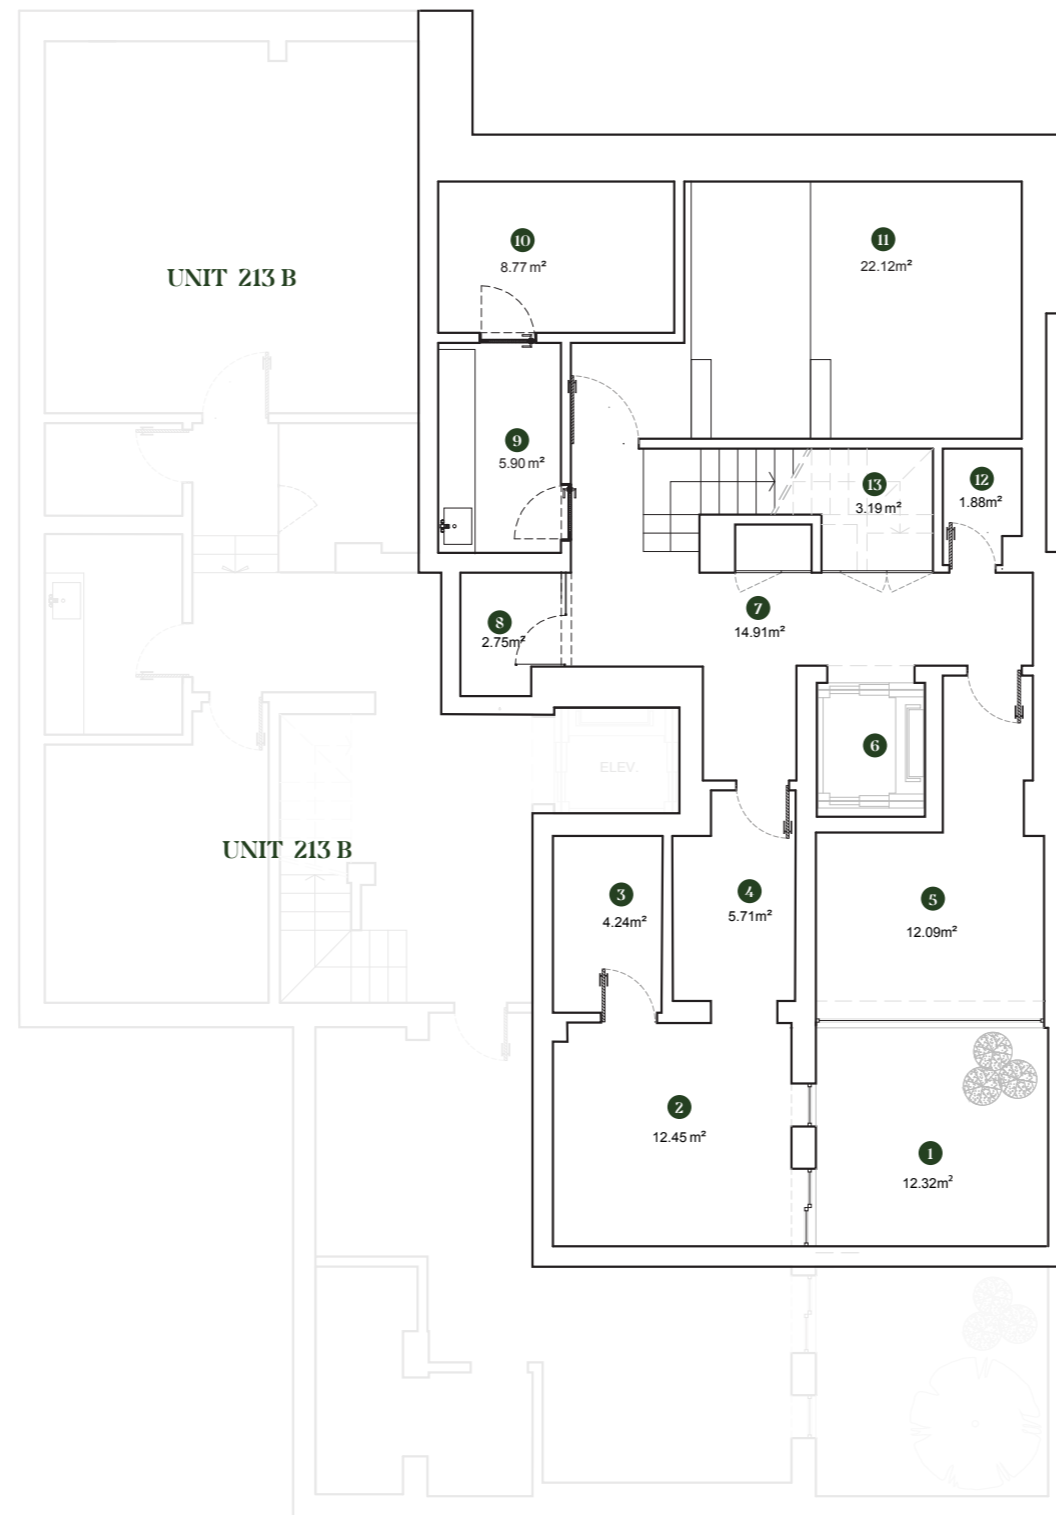 10
8.77 m²
11
22.12m²
UNIT 213 B
9
5.90 m²
13
3.19 m²
12
1.88m²
8
2.75m²
7
14.91m²
6
ELEV.
UNIT 213 B
3
4.24m²
4
5.71m²
5
12.09m²
2
12.45 m²
1
12.32m²